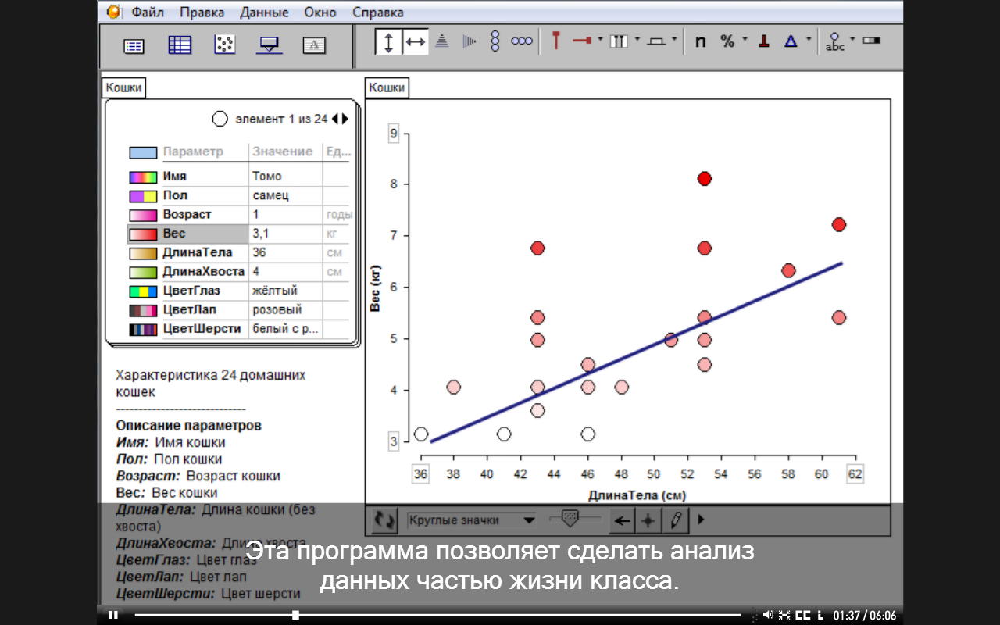 Файл Правка Данные Окно Справка
n % abc
Кошки
элемент 1 из 24
Параметр Значение Ед...
Имя Томо
Пол самец
Возраст 1 годы
Вес 3,1 кг
ДлинаТела 36 см
ДлинаХвоста 4 см
ЦветГлаз жёлтый
ЦветЛап розовый
ЦветШерсти белый с р...
Характеристика 24 домашних
кошек
------------------------------
Описание параметров
Имя: Имя кошки
Пол: Пол кошки
Возраст: Возраст кошки
Вес: Вес кошки
ДлинаТела: Длина кошки (без
хвоста)
ДлинаХвоста: Длина хвоста
ЦветГлаз: Цвет глаз
ЦветЛап: Цвет лап
ЦветШерсти: Цвет шерсти
Кошки
9
8
7
6
5
4
3
Вес (кг)
36 38 40 42 44 46 48 50 52 54 56 58 60 62
ДлинаТела (см)
Круглые значки
Эта программа позволяет сделать анализ
данных частью жизни класса.
CC i 01:37 / 06:06